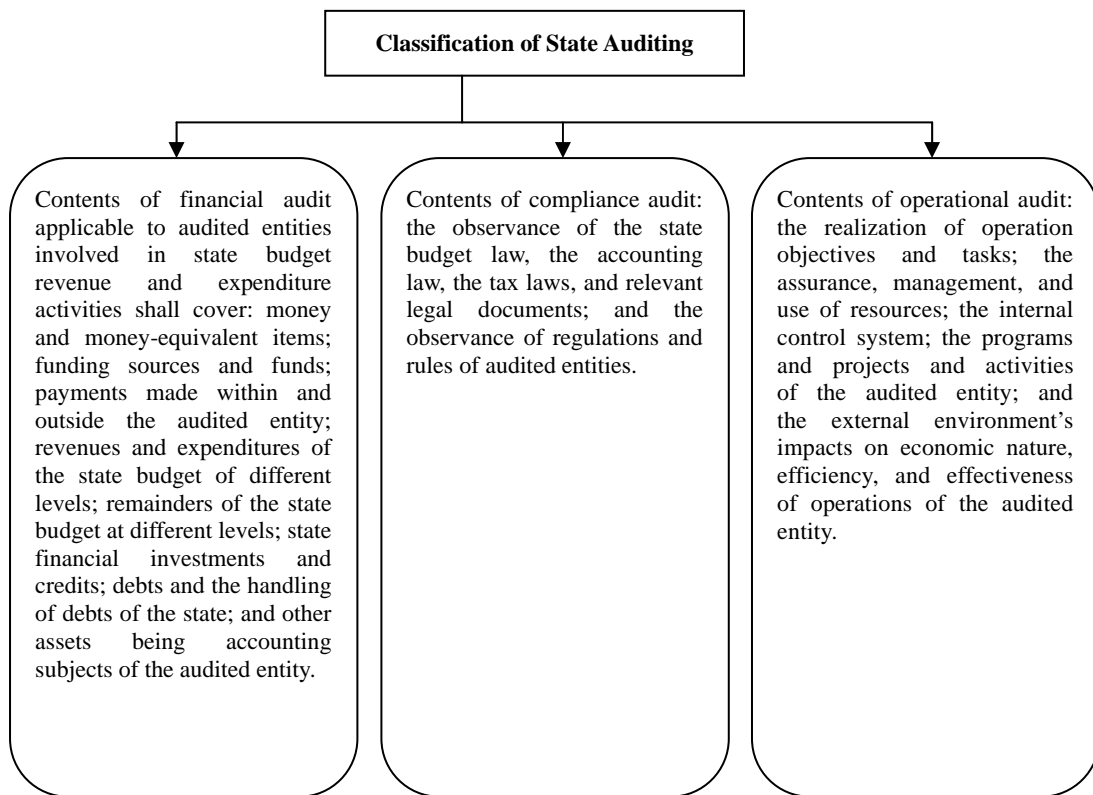 Classification of State Auditing
Contents of financial audit
applicable to audited entities
involved in state budget
revenue and expenditure
activities shall cover: money
and money-equivalent items;
funding sources and funds;
payments made within and
outside the audited entity;
revenues and expenditures of
the state budget of different
levels; remainders of the state
budget at different levels; state
financial investments and
credits; debts and the handling
of debts of the state; and other
assets being accounting
subjects of the audited entity.
Contents of compliance audit:
the observance of the state
budget law, the accounting
law, the tax laws, and relevant
legal documents; and the
observance of regulations and
rules of audited entities.
Contents of operational audit:
the realization of operation
objectives and tasks; the
assurance, management, and
use of resources; the internal
control system; the programs
and projects and activities
of the audited entity; and
the external environment’s
impacts on economic nature,
efficiency, and effectiveness
of operations of the audited
entity.